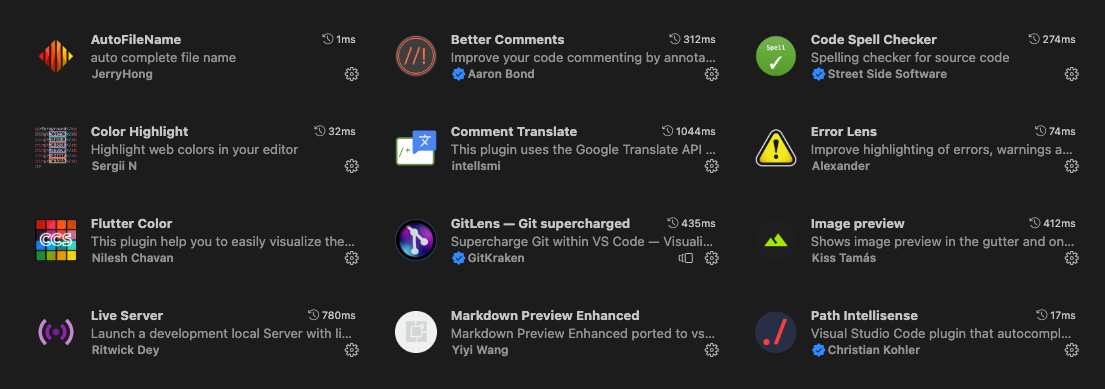 AutoFileName 1ms
auto complete file name
JerryHong
Better Comments 312ms
Improve your code commenting by annota...
Aaron Bond
Code Spell Checker 274ms
Spelling checker for source code
Street Side Software
Spell
Color Highlight 32ms
Highlight web colors in your editor
Sergii N
Comment Translate 1044ms
This plugin uses the Google Translate API ...
intellsmi
Error Lens 74ms
Improve highlighting of errors, warnings a...
Alexander
Flutter Color
This plugin help you to easily visualize the...
Nilesh Chavan
CCS
GitLens — Git supercharged 435ms
Supercharge Git within VS Code — Visuali...
GitKraken
Image preview 412ms
Shows image preview in the gutter and on...
Kiss Tamás
Live Server 780ms
Launch a development local Server with li...
Ritwick Dey
Markdown Preview Enhanced
Markdown Preview Enhanced ported to vs...
Yiyi Wang
Path Intellisense 17ms
Visual Studio Code plugin that autocompl...
Christian Kohler